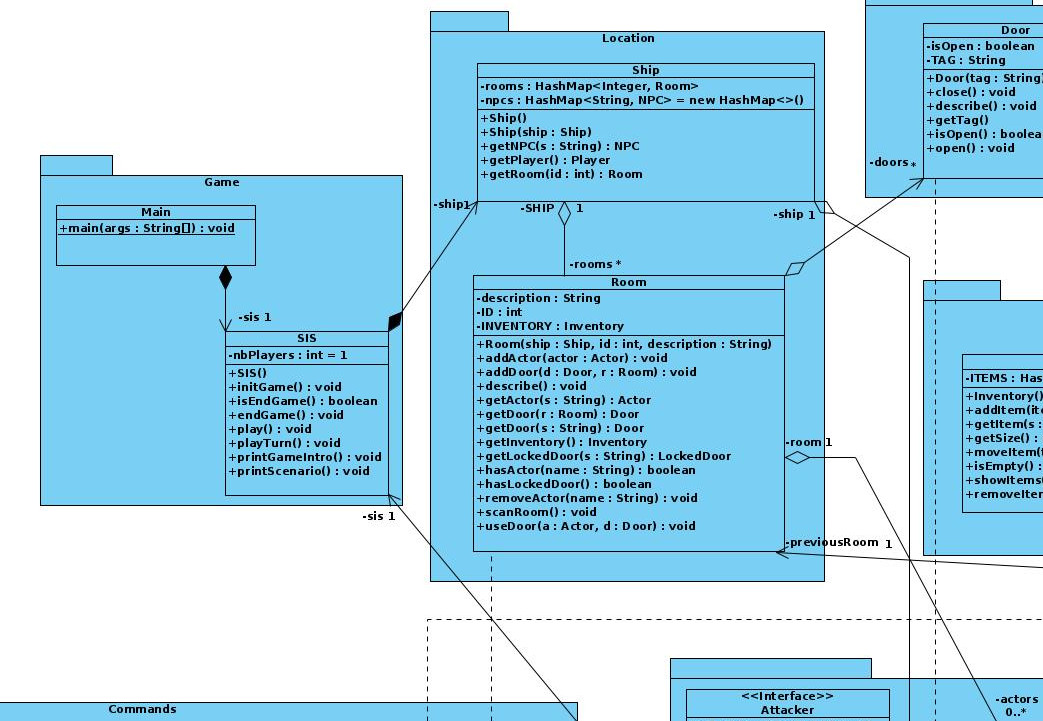 Game
Main
+main(args : String[]) : void
-sis 1
SIS
-nbPlayers : int = 1
+SIS()
+initGame() : void
+isEndGame() : boolean
+endGame() : void
+play() : void
+playTurn() : void
+printGameIntro() : void
+printScenario() : void
-sis 1
Location
Ship
-rooms : HashMap<Integer, Room>
-npcs : HashMap<String, NPC> = new HashMap<>()
+Ship()
+Ship(ship : Ship)
+getNPC(s : String) : NPC
+getPlayer() : Player
+getRoom(id : int) : Room
-ship1
-SHIP 1
-ship 1
-rooms *
Room
-description : String
-ID : int
-INVENTORY : Inventory
+Room(ship : Ship, id : int, description : String)
+addActor(actor : Actor) : void
+addDoor(d : Door, r : Room) : void
+describe() : void
+getActor(s : String) : Actor
+getDoor(r : Room) : Door
+getDoor(s : String) : Door
+getInventory() : Inventory
+getLockedDoor(s : String) : LockedDoor
+hasActor(name : String) : boolean
+hasLockedDoor() : boolean
+removeActor(name : String) : void
+scanRoom() : void
+useDoor(a : Actor, d : Door) : void
-room 1
-previousRoom 1
Door
-isOpen : boolean
-TAG : String
+Door(tag : String)
+close() : void
+describe() : void
+getTag()
+isOpen() : boolea
+open() : void
-doors *
-ITEMS : Has
+Inventory()
+addItem(ite
+getItem(s :
+getSize() :
+moveItem(
+isEmpty() :
+showItems
+removeIter
Commands
<<Interface>>
Attacker
-actors
0..*